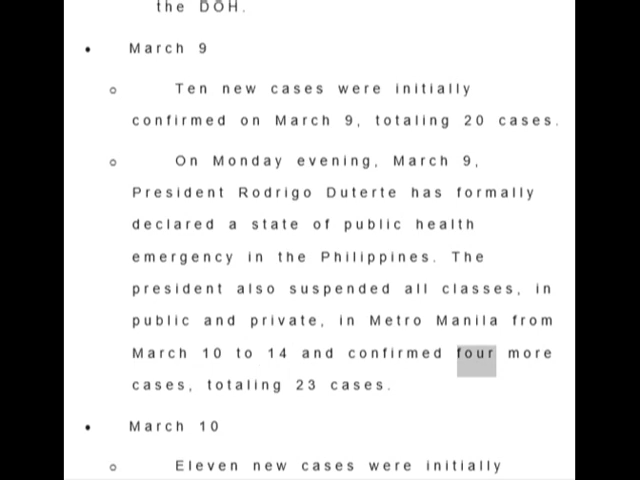 the DOH.
• March 9
o Ten new cases were initially
confirmed on March 9, totaling 20 cases.
o On Monday evening, March 9,
President Rodrigo Duterte has formally
declared a state of public health
emergency in the Philippines. The
president also suspended all classes, in
public and private, in Metro Manila from
March 10 to 14 and confirmed four more
cases, totaling 23 cases.
• March 10
o Eleven new cases were initially